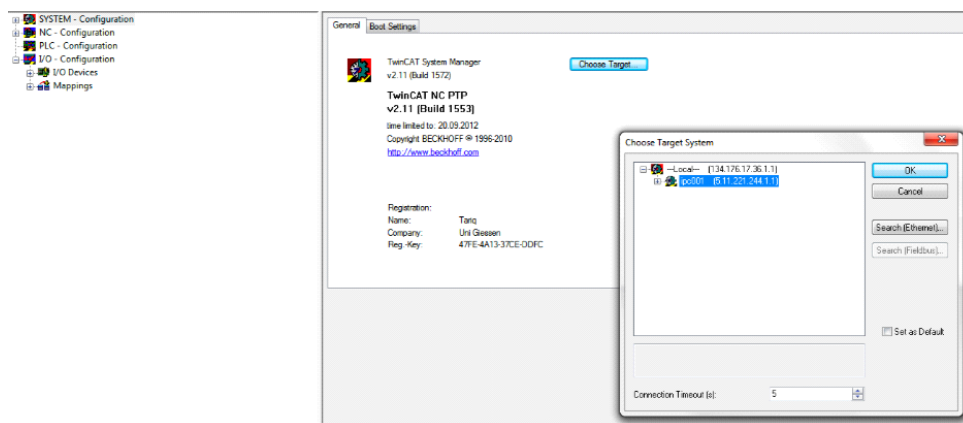 SYSTEM - Configuration
NC - Configuration
PLC - Configuration
I/O - Configuration
I/O Devices
Mappings
General Boot Settings
TwinCAT System Manager
v2.11 (Build 1572)
Choose Target...
TwinCAT NC PTP
v2.11 (Build 1553)
time limited to: 20.09.2012
Copyright BECKHOFF © 1996-2010
http://www.beckhoff.com
Registration:
Name: Tariq
Company: Uni Giessen
Reg.-Key: 47FE-4A13-37CE-0DFC
Choose Target System
--Local-- (134.176.17.36.1.1)
ipc001 (5.11.221.244.1.1)
OK
Cancel
Search (Ethernet)...
Search (Fieldbus)...
Set as Default
Connection Timeout (s): 5